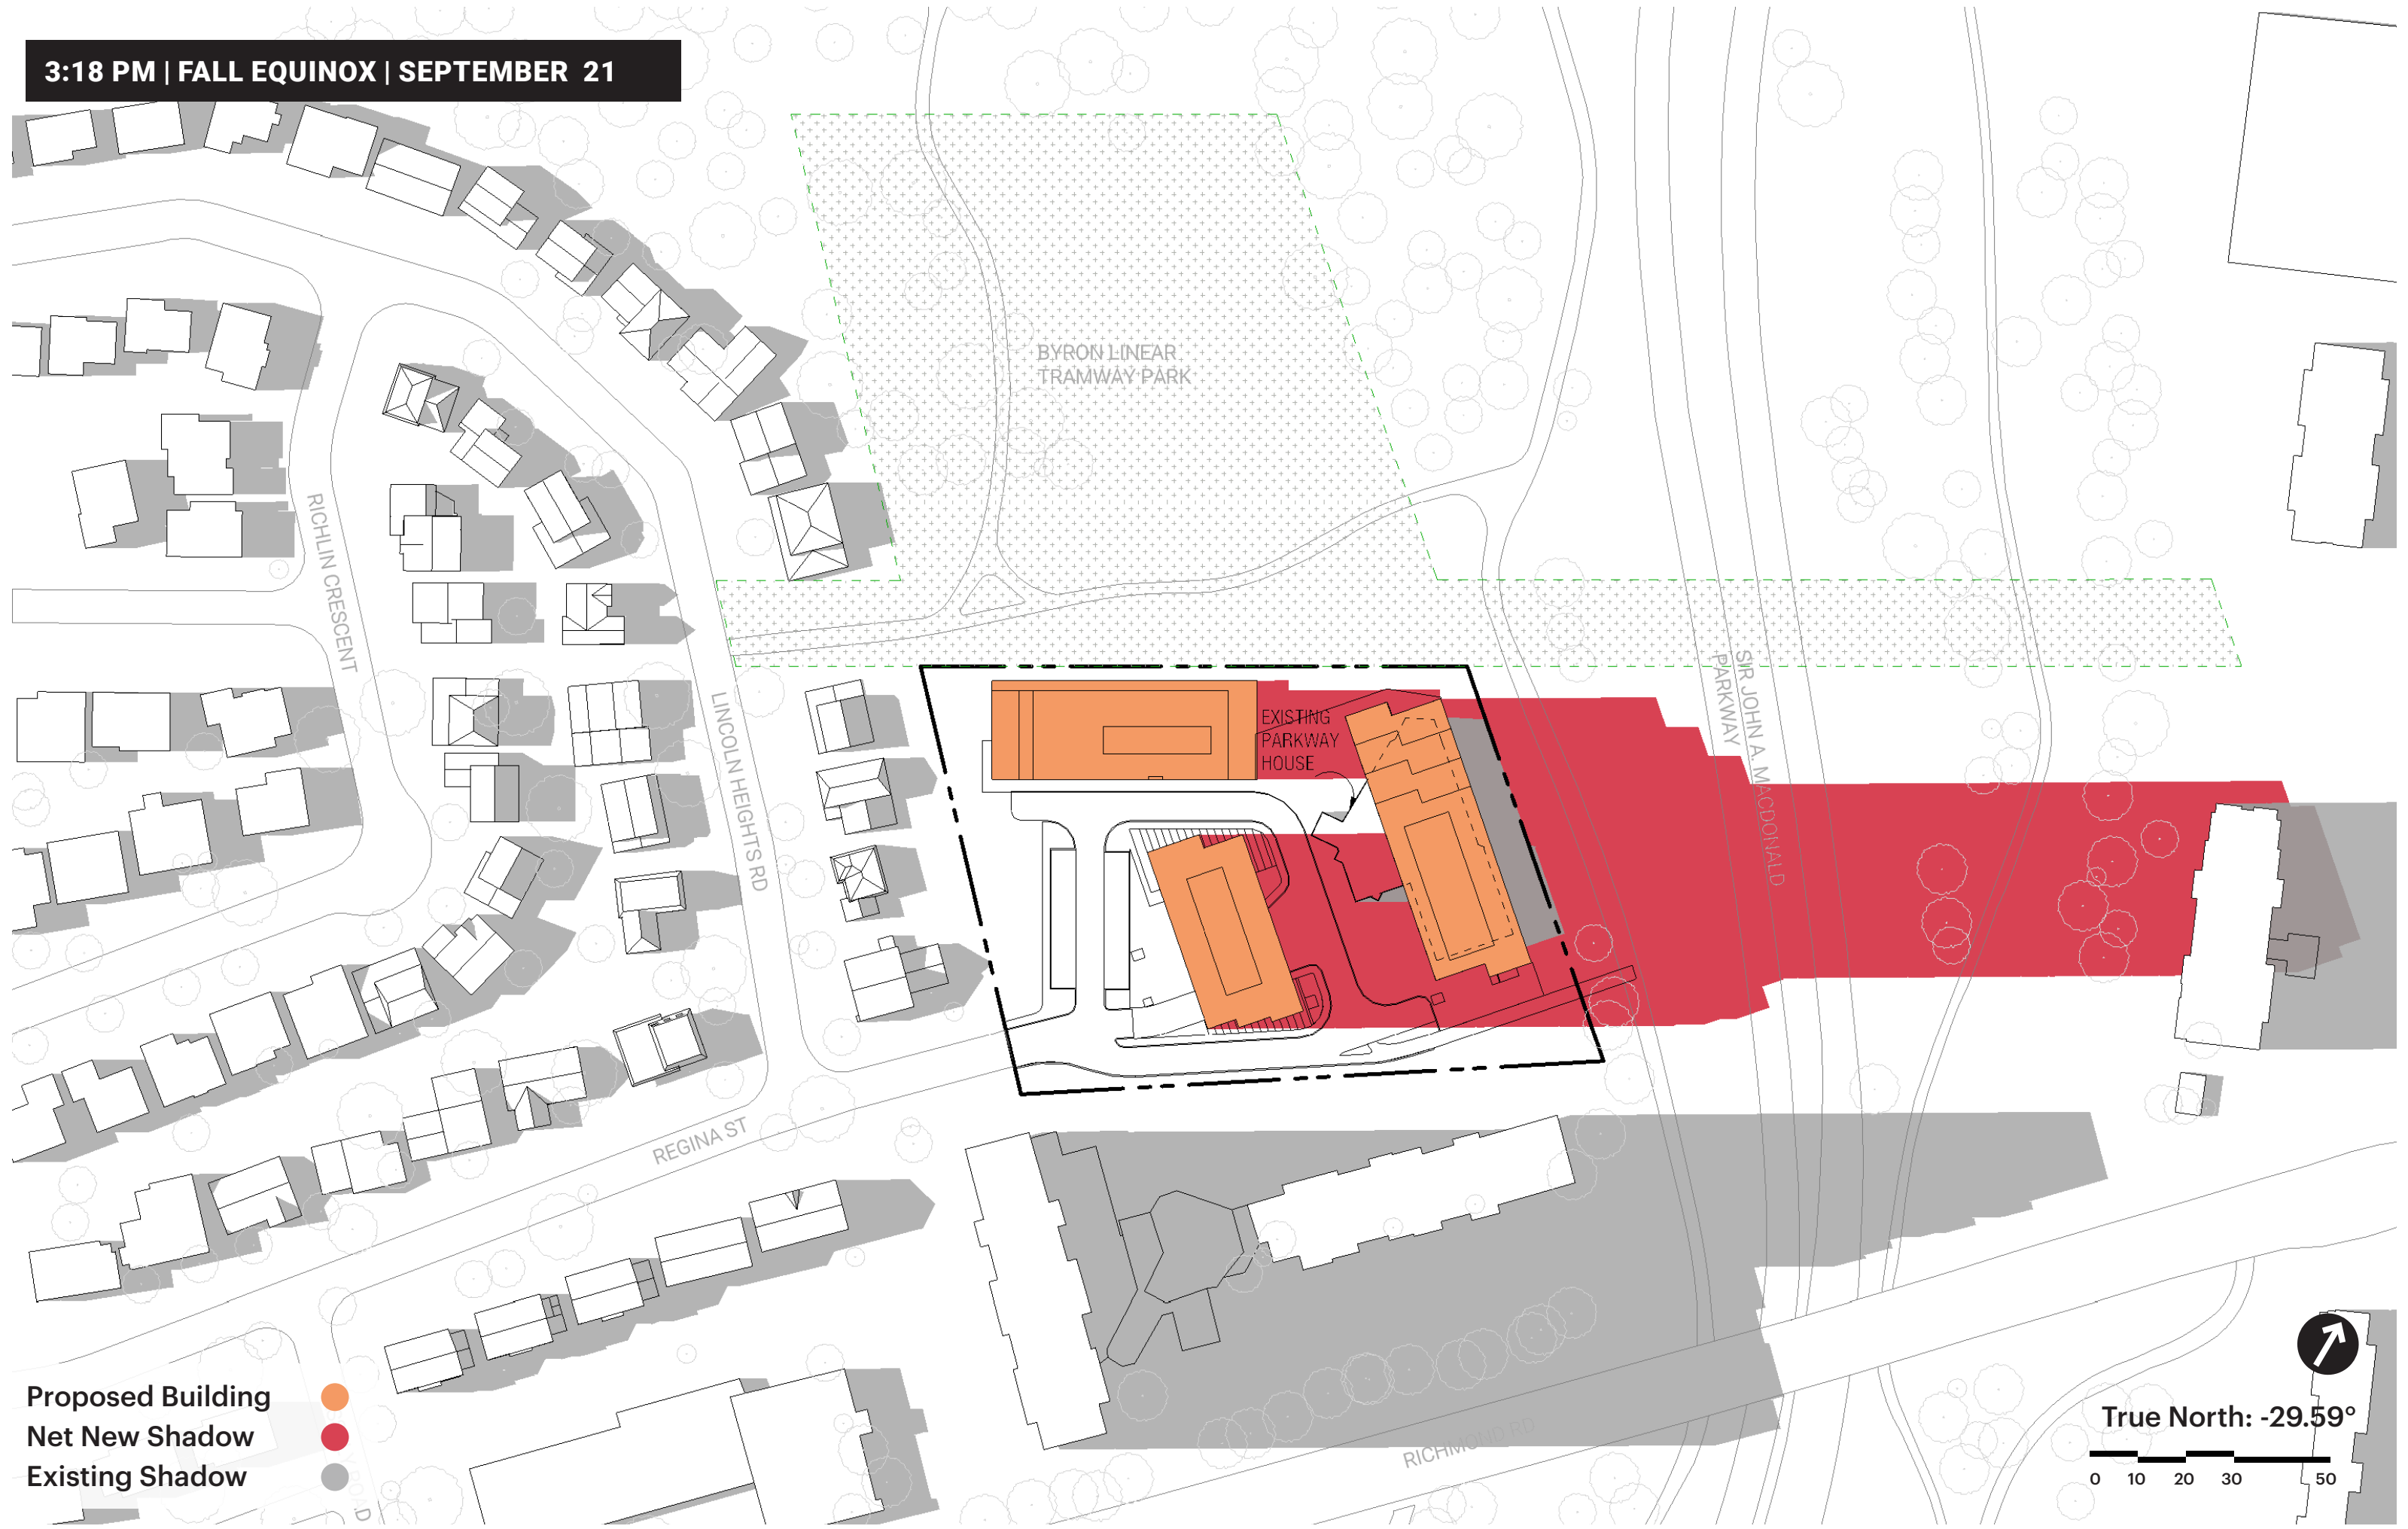 3:18 PM | FALL EQUINOX | SEPTEMBER 21
BYRON LINEAR
TRAMWAY PARK
RICHLIN CRESCENT
LINCOLN HEIGHTS RD
EXISTING
PARKWAY
HOUSE
SIR JOHN A. MACDONALD
PARKWAY
REGINA ST
RICHMOND RD
Proposed Building
Net New Shadow
Existing Shadow
True North: -29.59°
0 10 20 30 50